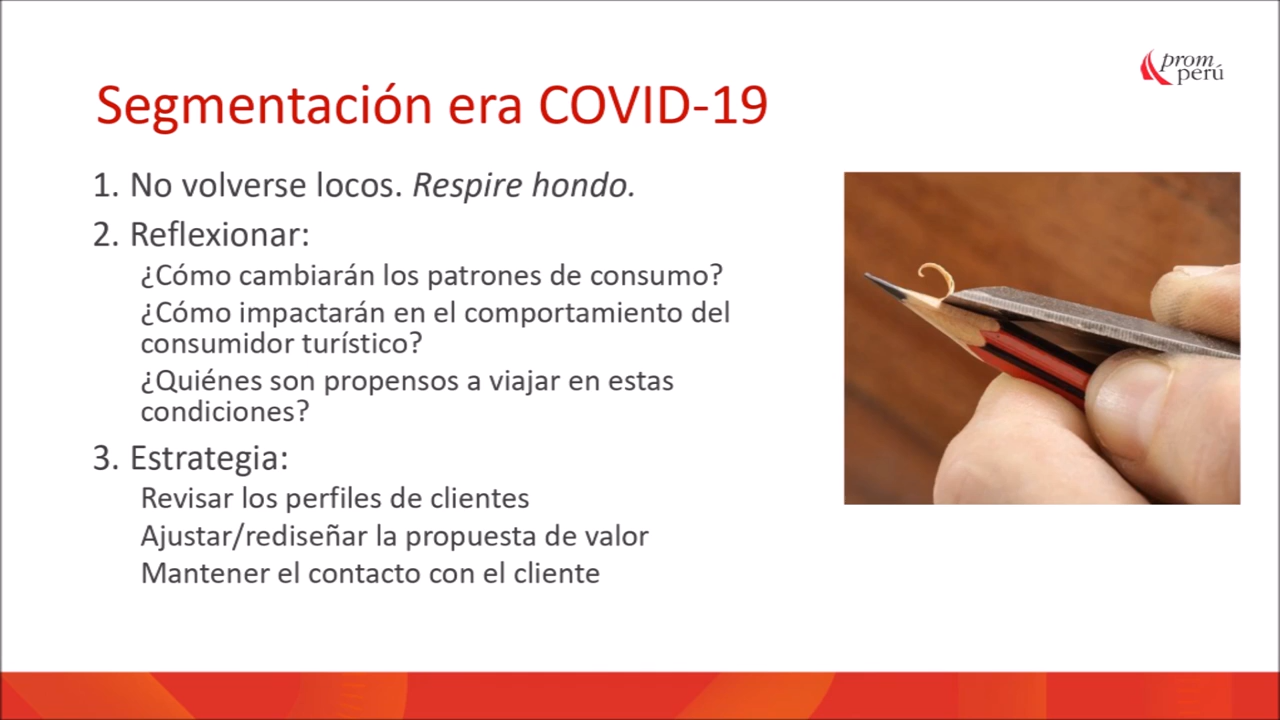 prom
perú
Segmentación era COVID-19
1. No volverse locos. Respire hondo.
2. Reflexionar:
¿Cómo cambiarán los patrones de consumo?
¿Cómo impactarán en el comportamiento del
consumidor turístico?
¿Quiénes son propensos a viajar en estas
condiciones?
3. Estrategia:
Revisar los perfiles de clientes
Ajustar/rediseñar la propuesta de valor
Mantener el contacto con el cliente